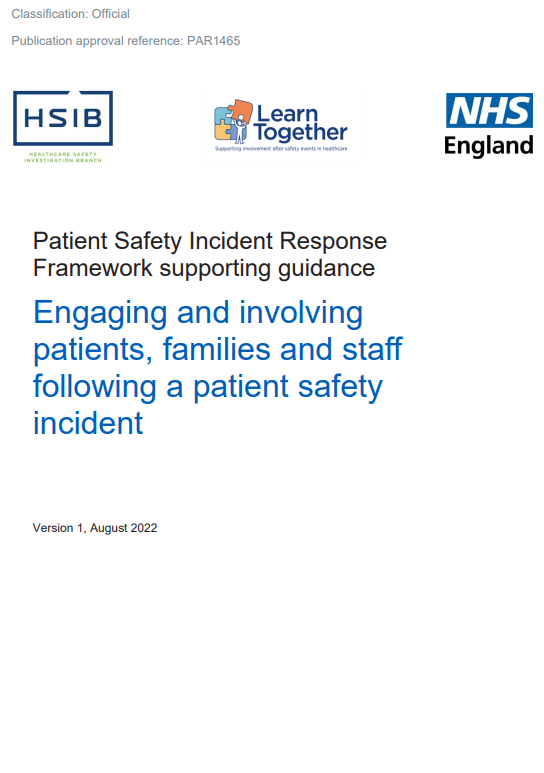 Classification: Official
Publication approval reference: PAR1465
HSIB
HEALTHCARE SAFETY
INVESTIGATION BRANCH
Learn
Together
Supporting involvement after safety events in healthcare
NHS
England
Patient Safety Incident Response
Framework supporting guidance
Engaging and involving
patients, families and staff
following a patient safety
incident
Version 1, August 2022